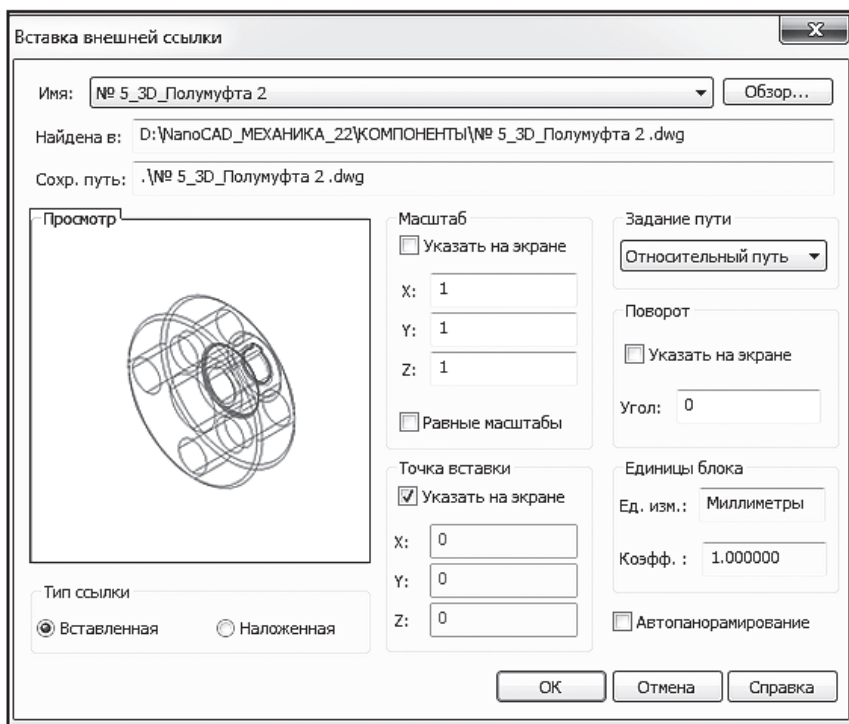 Вставка внешней ссылки
Имя: № 5_3D_Полумуфта 2 Обзор...
Найдена в: D:\NanoCAD_МЕХАНИКА_22\КОМПОНЕНТЫ\№ 5_3D_Полумуфта 2 .dwg
Сохр. путь: .\№ 5_3D_Полумуфта 2 .dwg
Просмотр
Масштаб
Указать на экране
X: 1
Y: 1
Z: 1
Равные масштабы
Задание пути
Относительный путь
Поворот
Указать на экране
Угол: 0
Точка вставки
Указать на экране
X: 0
Y: 0
Z: 0
Единицы блока
Ед. изм.: Миллиметры
Коэфф. : 1.000000
Тип ссылки
Вставленная Наложенная
Автопанорамирование
ОК Отмена Справка